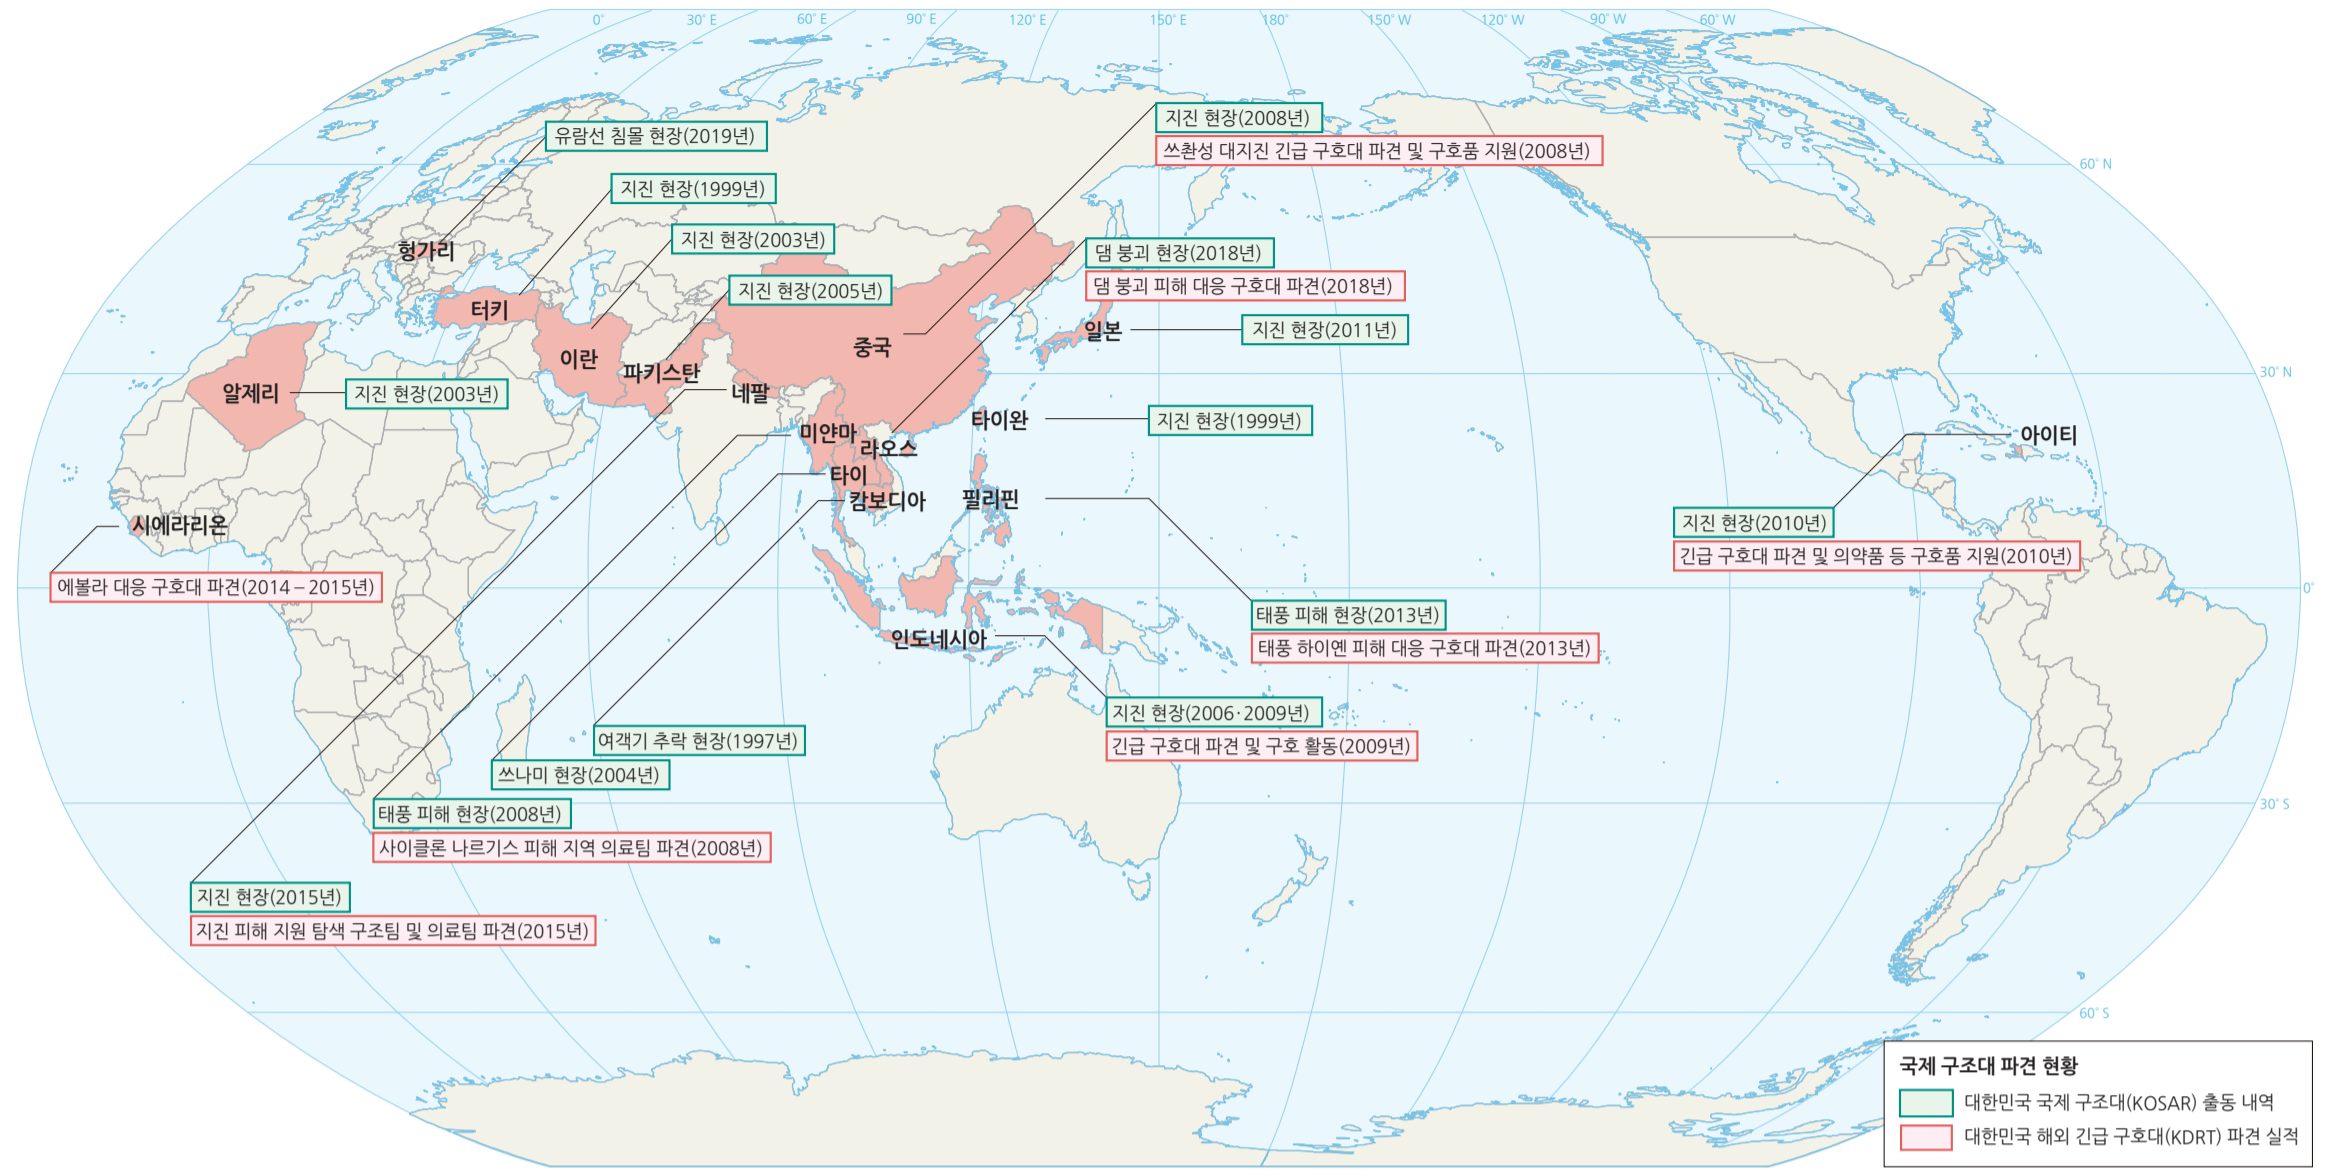 0°
30° E
60° E
90° E
120° E
150° E
180°
150° W
120° W
90° W
60° W
지진 현장(2008년)
쓰촨성 대지진 긴급 구호대 파견 및 구호품 지원(2008년)
유람선 침몰 현장(2019년)
60° N
지진 현장(1999년)
헝가리
지진 현장(2003년)
댐 붕괴 현장(2018년)
댐 붕괴 피해 대응 구호대 파견(2018년)
지진 현장(2005년)
터키
일본
지진 현장(2011년)
중국
이란
파키스탄
30° N
알제리
지진 현장(2003년)
네팔
타이완
지진 현장(1999년)
미얀마
라오스
아이티
타이
캄보디아
필리핀
시에라리온
지진 현장(2010년)
긴급 구호대 파견 및 의약품 등 구호품 지원(2010년)
에볼라 대응 구호대 파견(2014 – 2015년)
0°
태풍 피해 현장(2013년)
태풍 하이옌 피해 대응 구호대 파견(2013년)
인도네시아
지진 현장(2006·2009년)
긴급 구호대 파견 및 구호 활동(2009년)
여객기 추락 현장(1997년)
쓰나미 현장(2004년)
30° S
태풍 피해 현장(2008년)
사이클론 나르기스 피해 지역 의료팀 파견(2008년)
지진 현장(2015년)
지진 피해 지원 탐색 구조팀 및 의료팀 파견(2015년)
60° S
국제 구조대 파견 현황
대한민국 국제 구조대(KOSAR) 출동 내역
대한민국 해외 긴급 구호대(KDRT) 파견 실적